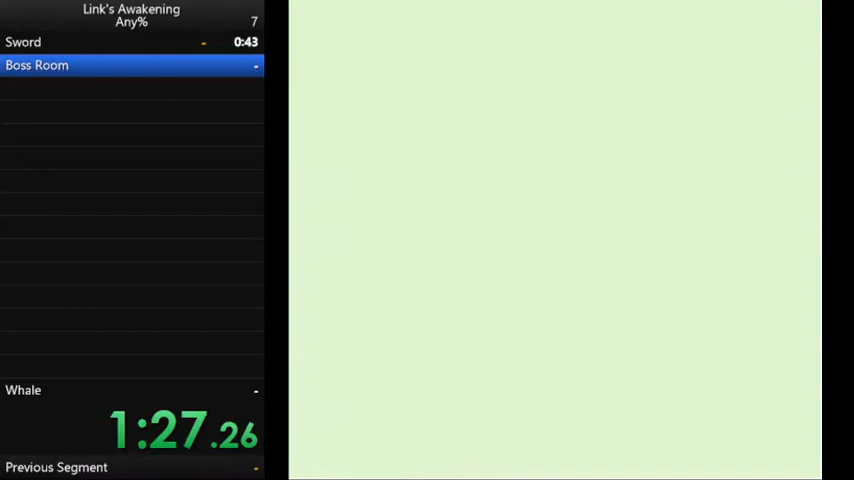 Link's Awakening
Any% 7
Sword - 0:43
Boss Room -
Whale -
1:27.26
Previous Segment -